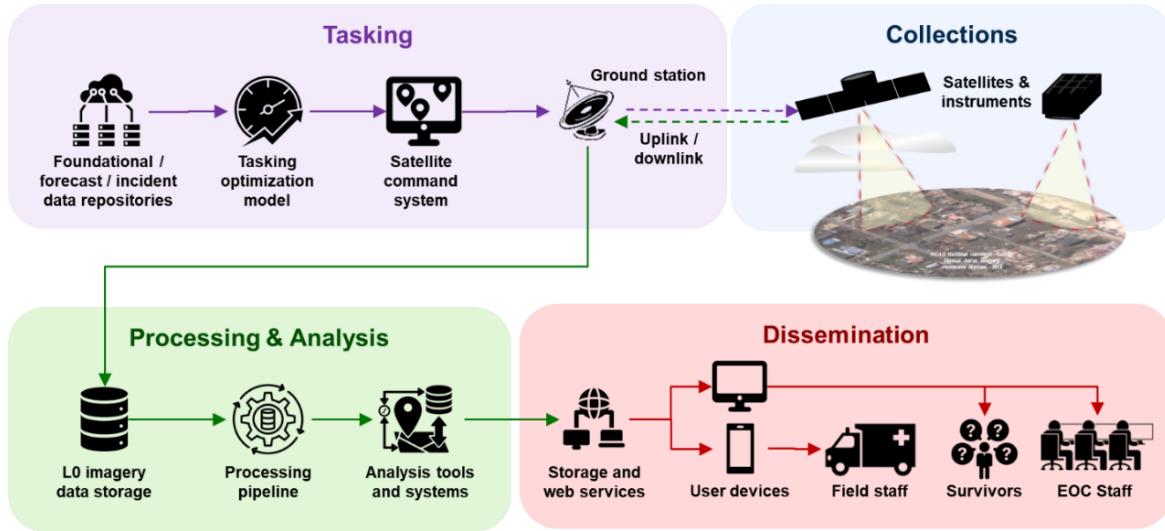 Tasking
Collections
Foundational /
forecast / incident
data repositories
Tasking
optimization
model
Satellite
command
system
Ground station
Uplink /
downlink
Satellites &
instruments
Processing & Analysis
Dissemination
L0 imagery
data storage
Processing
pipeline
Analysis tools
and systems
Storage and
web services
User devices
Field staff
Survivors
EOC Staff